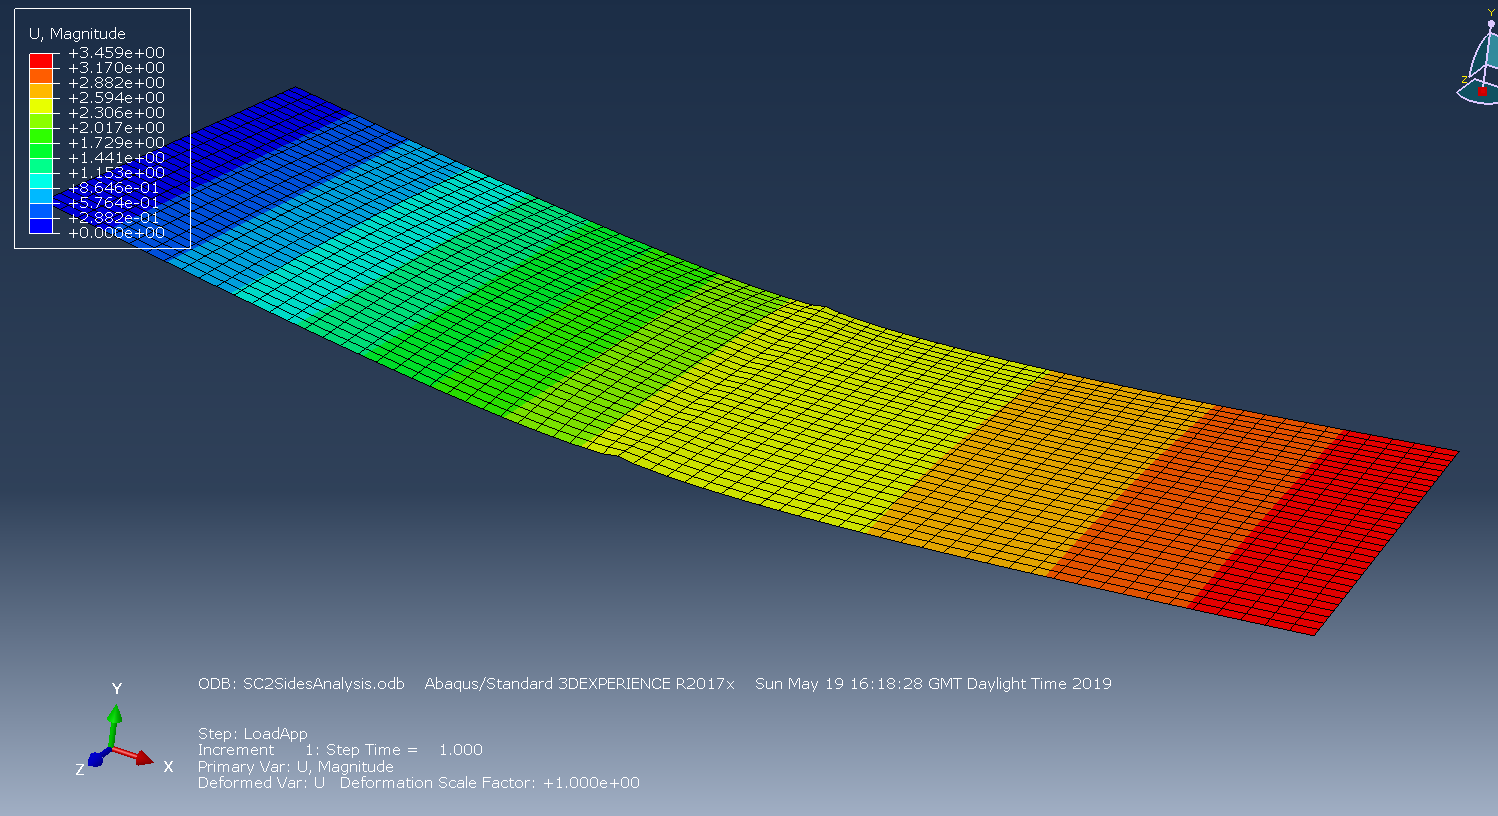 U, Magnitude
+3.459e+00
+3.170e+00
+2.882e+00
+2.594e+00
+2.306e+00
+2.017e+00
+1.729e+00
+1.441e+00
+1.153e+00
+8.646e-01
+5.764e-01
+2.882e-01
+0.000e+00
Y
Z
ODB: SC2SidesAnalysis.odb    Abaqus/Standard 3DEXPERIENCE R2017x    Sun May 19 16:18:28 GMT Daylight Time 2019
Y
Z
X
Step: LoadApp
Increment      1: Step Time =    1.000
Primary Var: U, Magnitude
Deformed Var: U   Deformation Scale Factor: +1.000e+00